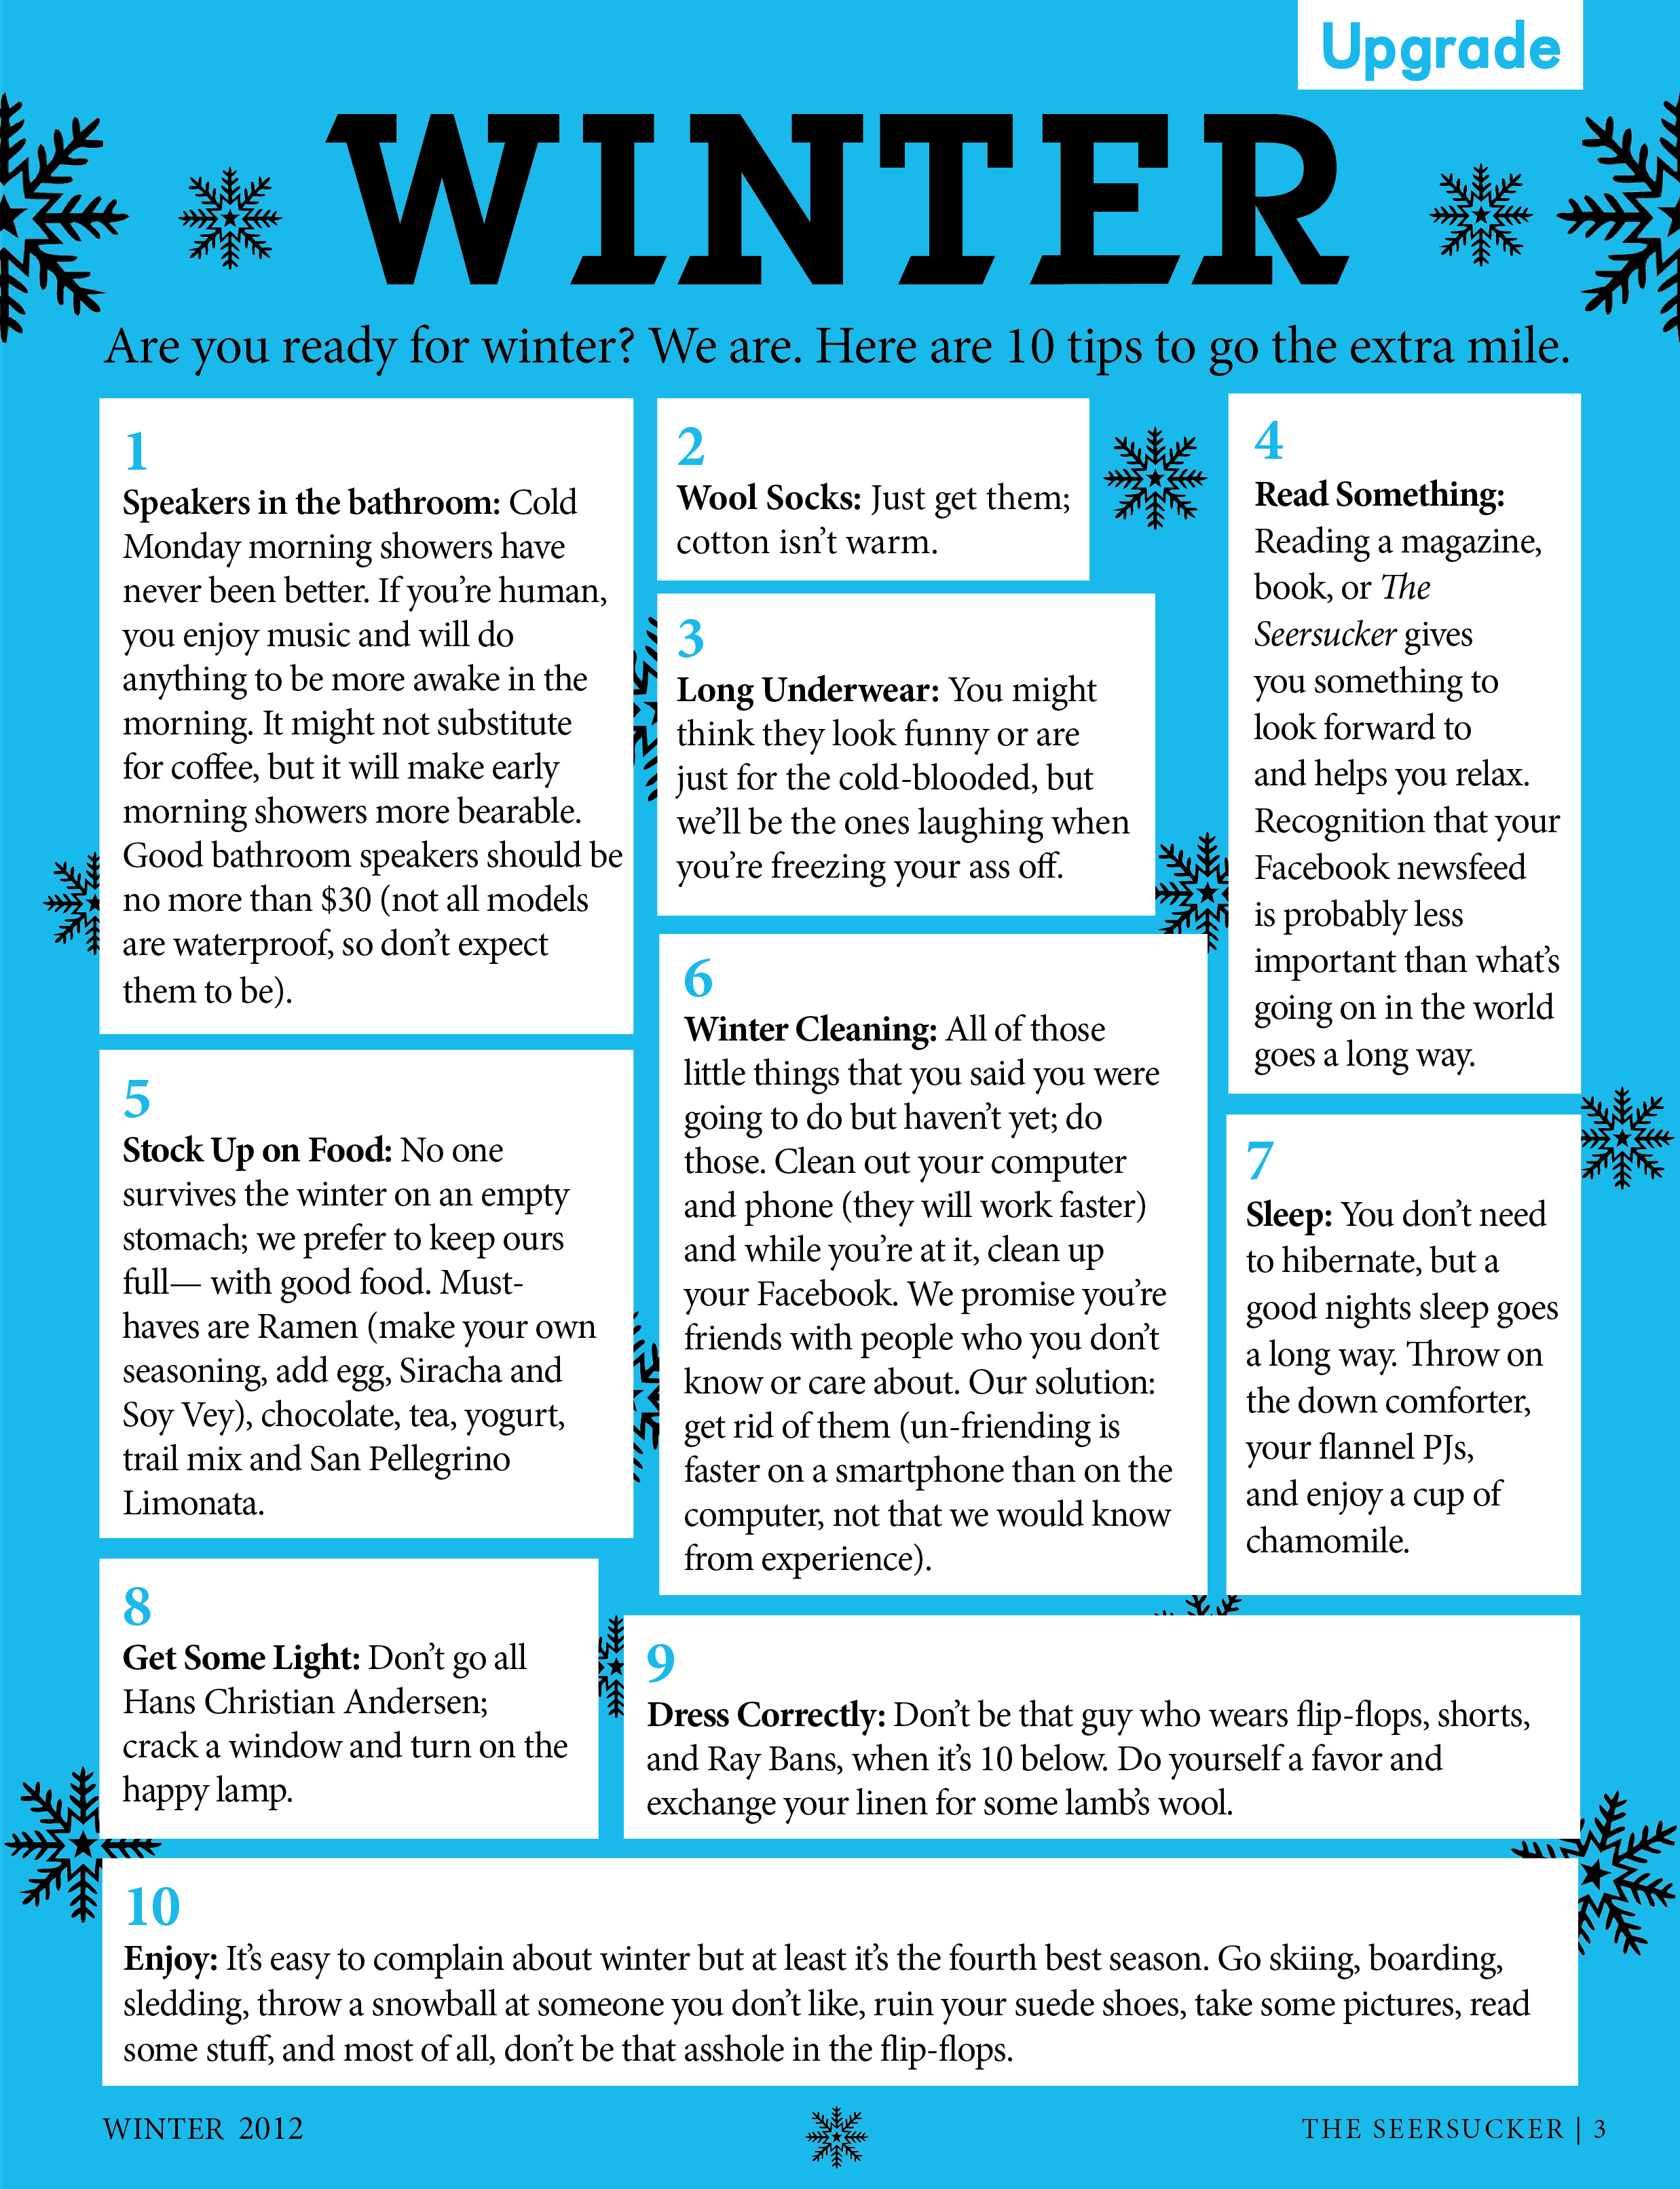 Upgrade
WINTER
Are you ready for winter? We are. Here are 10 tips to go the extra mile.
1
Speakers in the bathroom: Cold
Monday morning showers have
never been better. If you're human,
you enjoy music and will do
anything to be more awake in the
morning. It might not substitute
for coffee, but it will make early
morning showers more bearable.
Good bathroom speakers should be
no more than $30 (not all models
are waterproof, so don't expect
them to be).
2
Wool Socks: Just get them;
cotton isn't warm.
3
Long Underwear: You might
think they look funny or are
just for the cold-blooded, but
we'll be the ones laughing when
you're freezing your ass off.
4
Read Something:
Reading a magazine,
book, or The
Seersucker gives
you something to
look forward to
and helps you relax.
Recognition that your
Facebook newsfeed
is probably less
important than what's
going on in the world
goes a long way.
5
Stock Up on Food: No one
survives the winter on an empty
stomach; we prefer to keep ours
full— with good food. Must-
haves are Ramen (make your own
seasoning, add egg, Siracha and
Soy Vey), chocolate, tea, yogurt,
trail mix and San Pellegrino
Limonata.
6
Winter Cleaning: All of those
little things that you said you were
going to do but haven't yet; do
those. Clean out your computer
and phone (they will work faster)
and while you're at it, clean up
your Facebook. We promise you're
friends with people who you don't
know or care about. Our solution:
get rid of them (un-friending is
faster on a smartphone than on the
computer, not that we would know
from experience).
7
Sleep: You don't need
to hibernate, but a
good nights sleep goes
a long way. Throw on
the down comforter,
your flannel PJs,
and enjoy a cup of
chamomile.
8
Get Some Light: Don't go all
Hans Christian Andersen;
crack a window and turn on the
happy lamp.
9
Dress Correctly: Don't be that guy who wears flip-flops, shorts,
and Ray Bans, when it's 10 below. Do yourself a favor and
exchange your linen for some lamb's wool.
10
Enjoy: It's easy to complain about winter but at least it's the fourth best season. Go skiing, boarding,
sledding, throw a snowball at someone you don't like, ruin your suede shoes, take some pictures, read
some stuff, and most of all, don't be that asshole in the flip-flops.
WINTER 2012
THE SEERSUCKER | 3